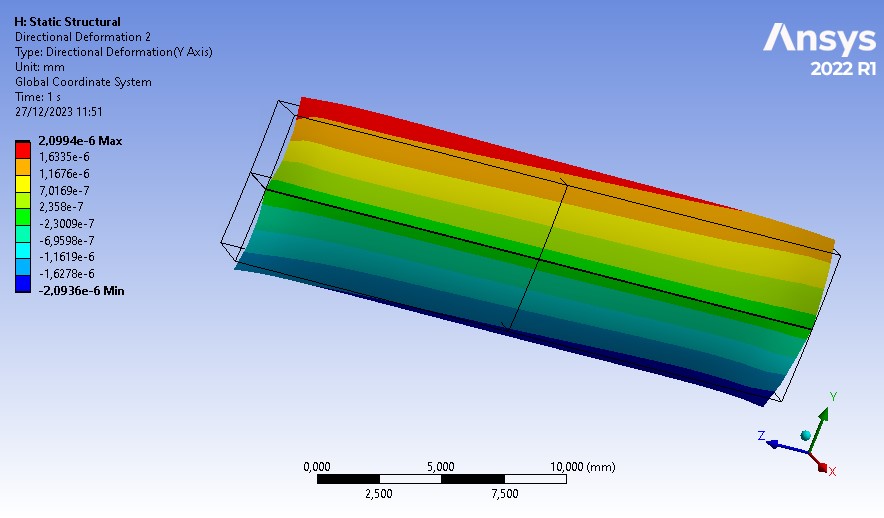 H: Static Structural
Directional Deformation 2
Type: Directional Deformation(Y Axis)
Unit: mm
Global Coordinate System
Time: 1 s
27/12/2023 11:51
Ansys
2022 R1
2,0994e-6 Max
1,6335e-6
1,1676e-6
7,0169e-7
2,358e-7
-2,3009e-7
-6,9598e-7
-1,1619e-6
-1,6278e-6
-2,0936e-6 Min
Y
Z
X
0,000 5,000 10,000 (mm)
2,500 7,500